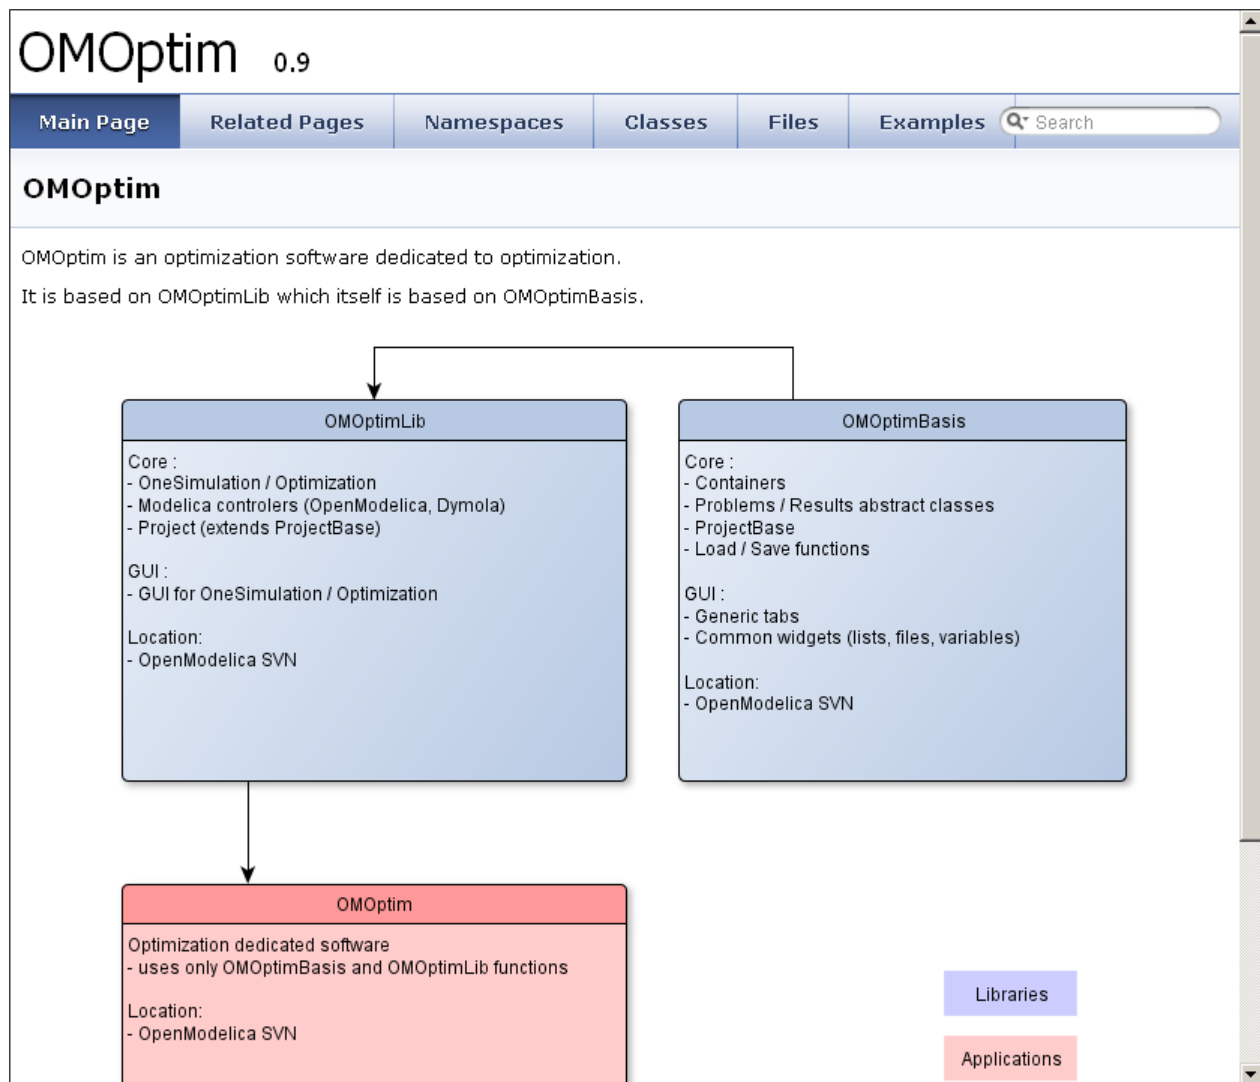 OMOptim 0.9
Main Page Related Pages Namespaces Classes Files Examples Search
OMOptim
OMOptim is an optimization software dedicated to optimization.
It is based on OMOptimLib which itself is based on OMOptimBasis.
OMOptimLib
Core :
- OneSimulation / Optimization
- Modelica controlers (OpenModelica, Dymola)
- Project (extends ProjectBase)
GUI :
- GUI for OneSimulation / Optimization
Location:
- OpenModelica SVN
OMOptimBasis
Core :
- Containers
- Problems / Results abstract classes
- ProjectBase
- Load / Save functions
GUI :
- Generic tabs
- Common widgets (lists, files, variables)
Location:
- OpenModelica SVN
OMOptim
Optimization dedicated software
- uses only OMOptimBasis and OMOptimLib functions
Location:
- OpenModelica SVN
Libraries
Applications